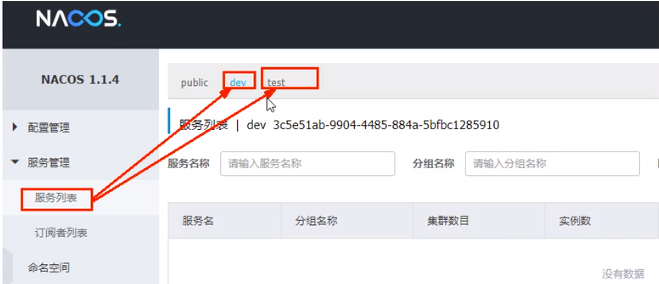 NACOS.
NACOS 1.1.4
public dev test
配置管理
服务列表 | dev 3c5e51ab-9904-4485-884a-5bfbc1285910
服务管理
服务名称 请输入服务名称 分组名称 请输入分组名称
服务列表
服务名 分组名称 集群数目 实例数
订阅者列表
命名空间
没有数据